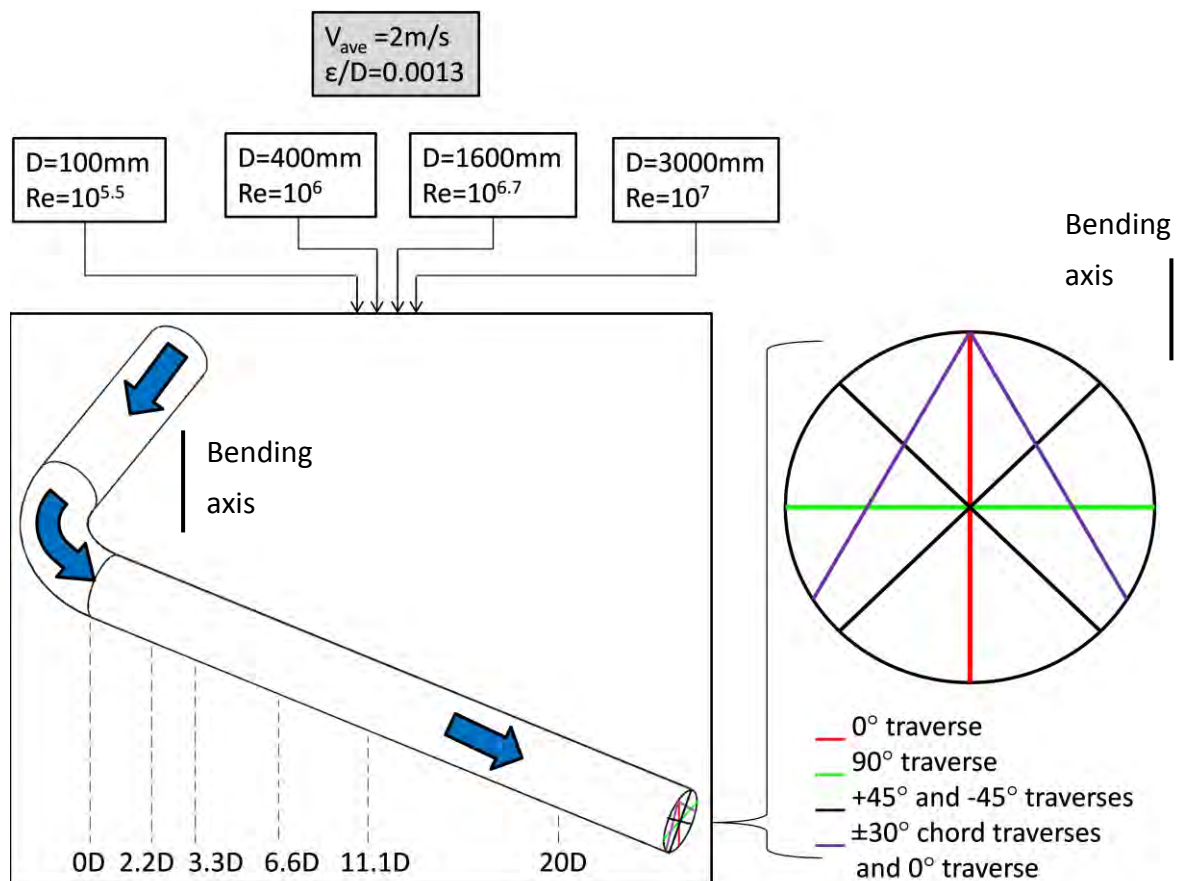 V_ave =2m/s
ε/D=0.0013
D=100mm
Re=10^5.5
D=400mm
Re=10^6
D=1600mm
Re=10^6.7
D=3000mm
Re=10^7
Bending
axis
Bending
axis
0D 2.2D 3.3D 6.6D 11.1D 20D
0° traverse
90° traverse
+45° and -45° traverses
±30° chord traverses
and 0° traverse